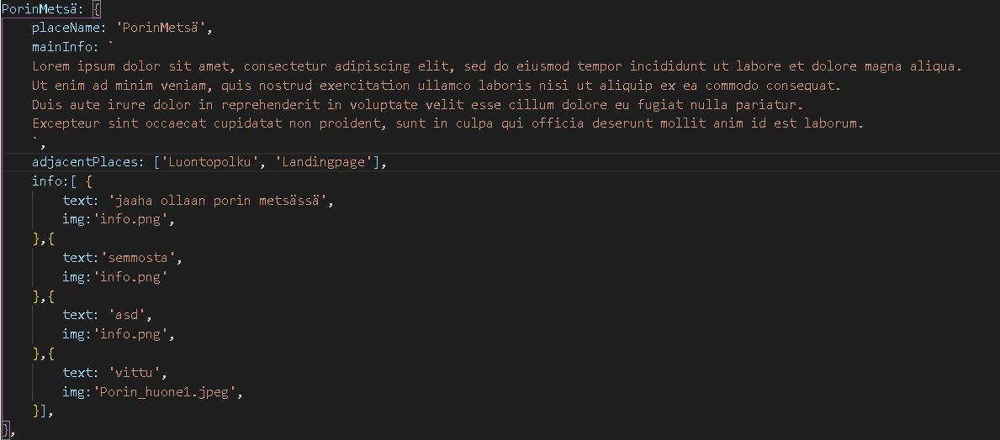 PorinMetsä: {
    placeName: 'PorinMetsä',
    mainInfo: `
    Lorem ipsum dolor sit amet, consectetur adipiscing elit, sed do eiusmod tempor incididunt ut labore et dolore magna aliqua.
    Ut enim ad minim veniam, quis nostrud exercitation ullamco laboris nisi ut aliquip ex ea commodo consequat.
    Duis aute irure dolor in reprehenderit in voluptate velit esse cillum dolore eu fugiat nulla pariatur.
    Excepteur sint occaecat cupidatat non proident, sunt in culpa qui officia deserunt mollit anim id est laborum.
    `,
    adjacentPlaces: ['Luontopolku', 'Landingpage'],
    info:[ {
        text: 'jaaha ollaan porin metsässä',
        img:'info.png',
    },{
        text:'semmosta',
        img:'info.png'
    },{
        text: 'asd',
        img:'info.png',
    },{
        text: 'vittu',
        img:'Porin_huone1.jpeg',
    }],
},